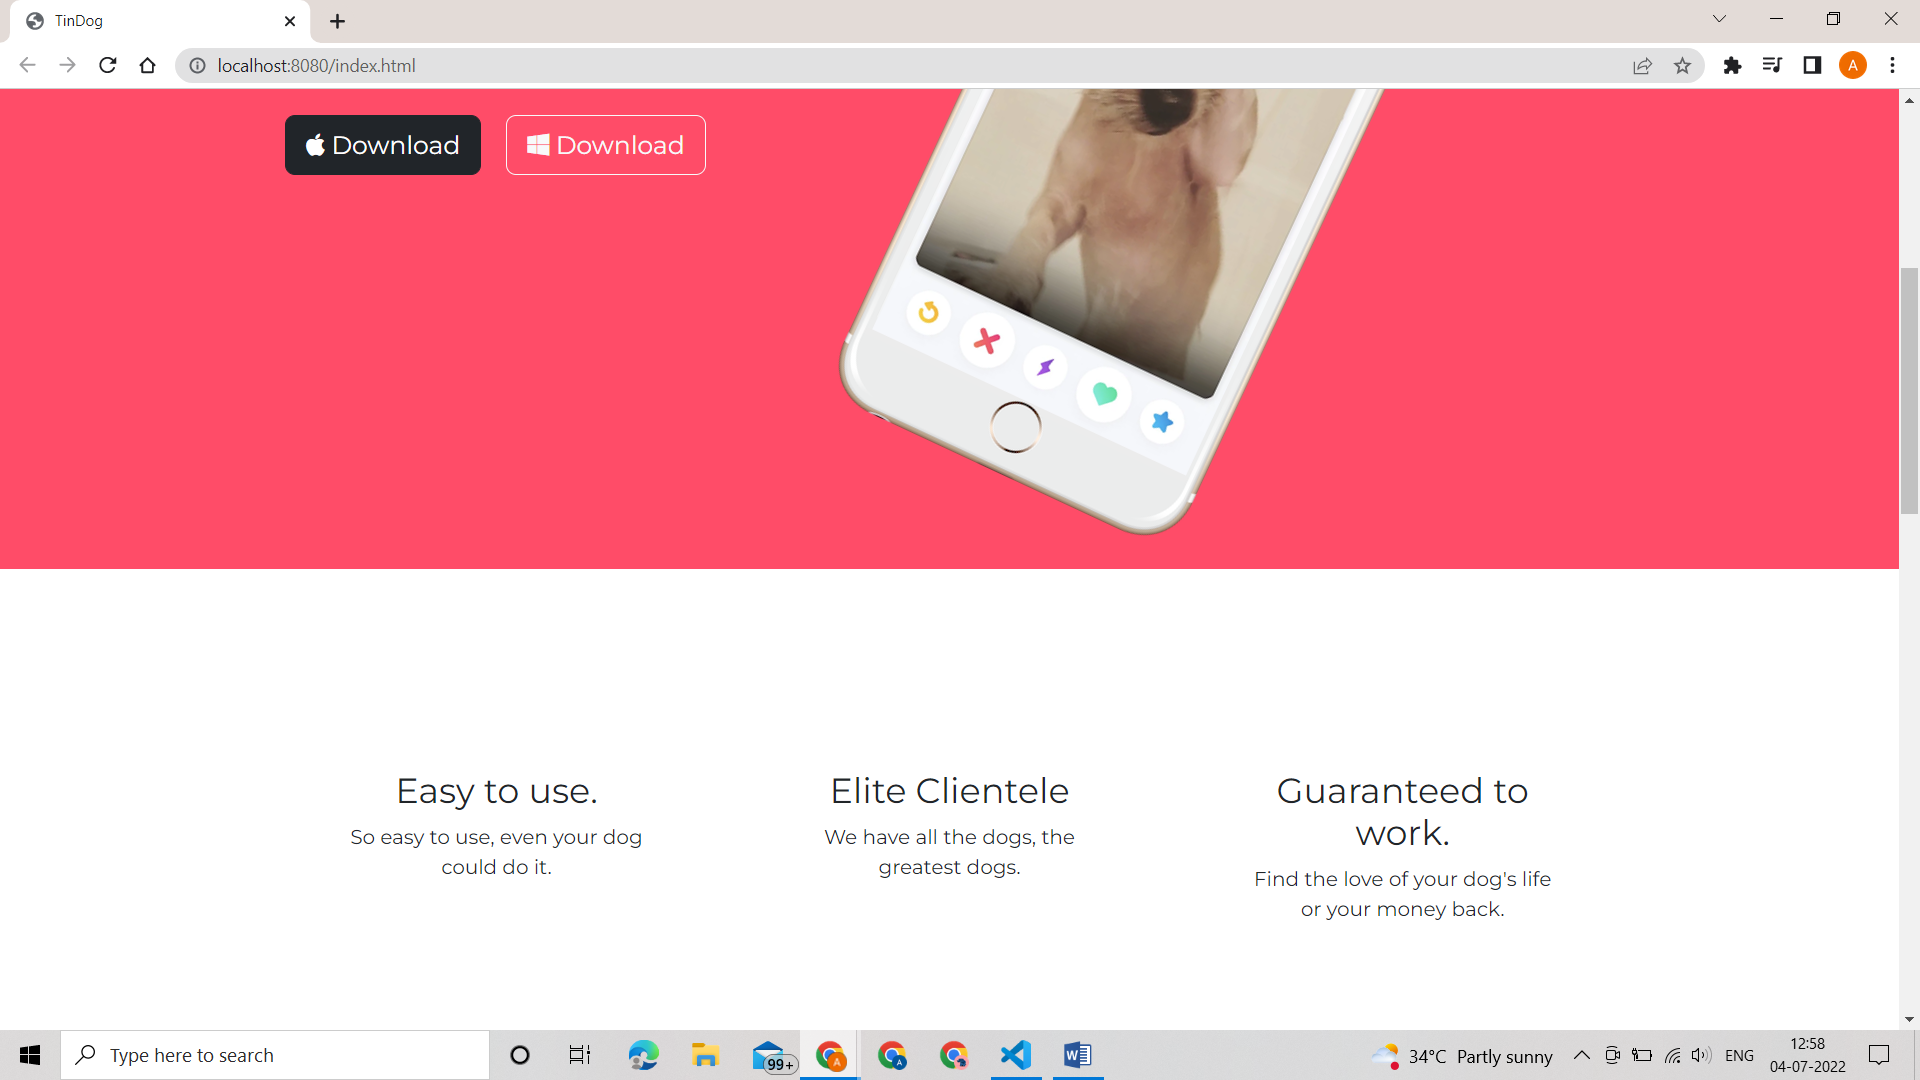 TinDog
localhost:8080/index.html
A
Download
Download
Easy to use.
So easy to use, even your dog
could do it.
Elite Clientele
We have all the dogs, the
greatest dogs.
Guaranteed to
work.
Find the love of your dog's life
or your money back.
Type here to search
99+
A
A
W
34°C Partly sunny
ENG
12:58
04-07-2022